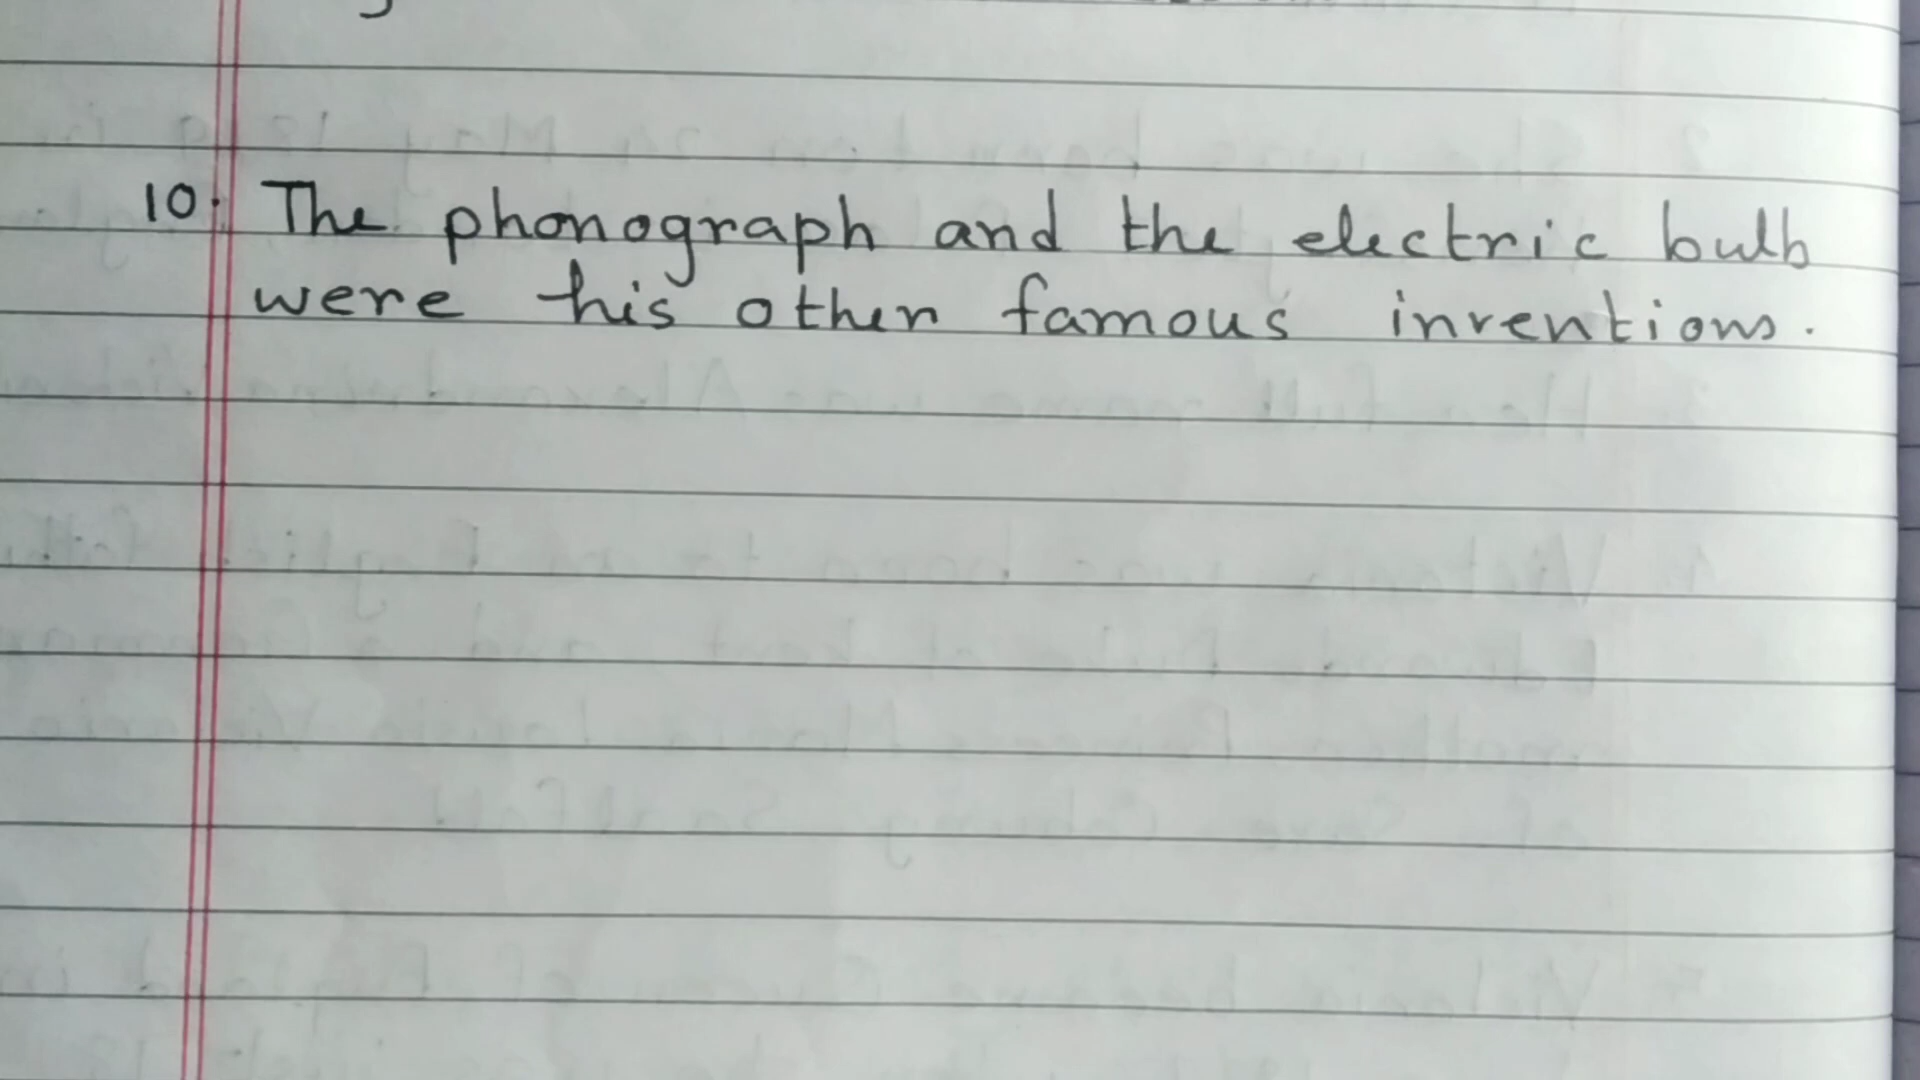 10. The phonograph and the electric bulb
were his other famous inventions.